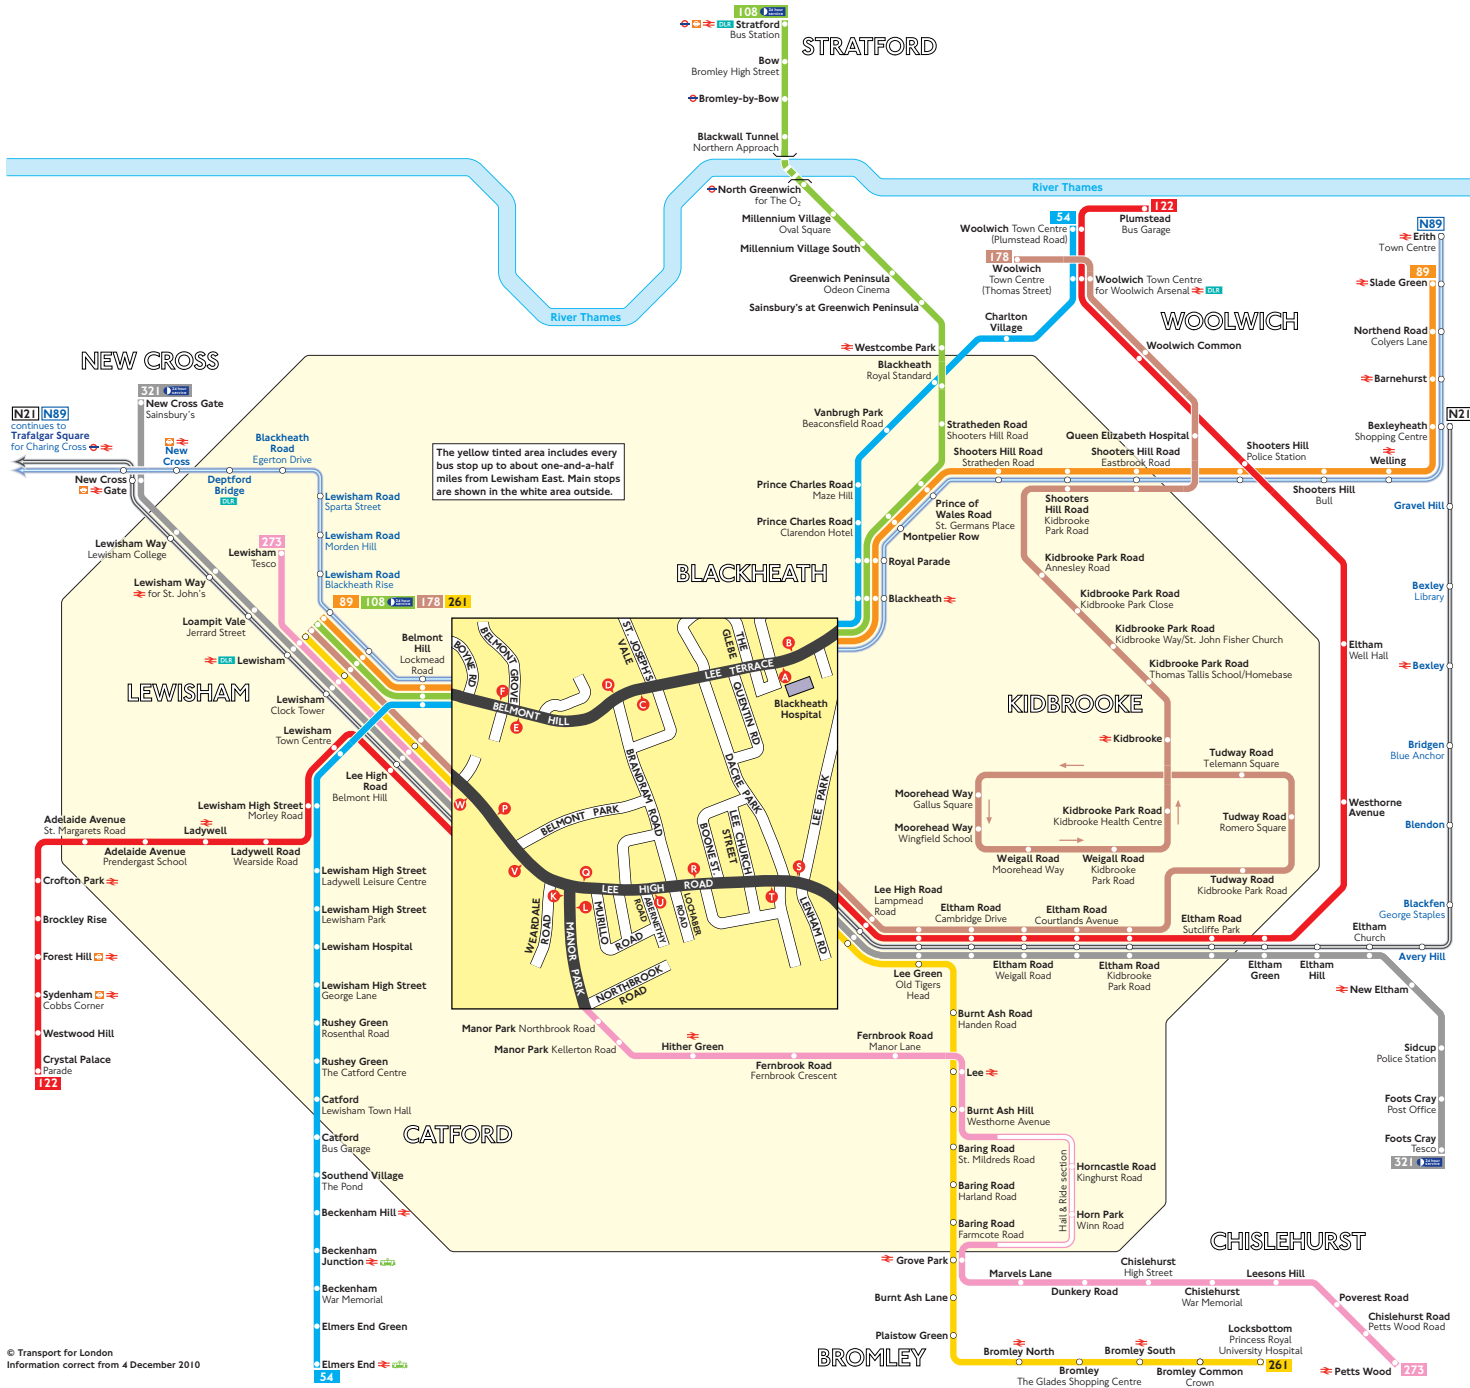 108 24 hour service
DLR Stratford
Bus Station
STRATFORD
Bow
Bromley High Street
Bromley-by-Bow
Blackwall Tunnel
Northern Approach
River Thames
River Thames
North Greenwich
for The O2
Millennium Village
Oval Square
Millennium Village South
Greenwich Peninsula
Odeon Cinema
Sainsbury's at Greenwich Peninsula
Westcombe Park
Blackheath
Royal Standard
Vanbrugh Park
Beaconsfield Road
Stratheden Road
Shooters Hill Road
Prince Charles Road
Maze Hill
Prince Charles Road
Clarendon Hotel
Prince of
Wales Road
St. Germans Place
Montpelier Row
Royal Parade
Blackheath
BLACKHEATH
54
Woolwich Town Centre
(Plumstead Road)
122
Plumstead
Bus Garage
178
Woolwich
Town Centre
(Thomas Street)
Woolwich Town Centre
for Woolwich Arsenal DLR
Charlton
Village
WOOLWICH
Woolwich Common
Queen Elizabeth Hospital
Shooters Hill Road
Stratheden Road
Shooters Hill Road
Eastbrook Road
Shooters Hill
Police Station
Shooters Hill
Bull
Welling
N89
Erith
Town Centre
89
Slade Green
Northend Road
Colyers Lane
Barnehurst
N21
Bexleyheath
Shopping Centre
Gravel Hill
Bexley
Library
Bexley
Bridgen
Blue Anchor
Blendon
Blackfen
George Staples
Avery Hill
NEW CROSS
321 24 hour service
New Cross Gate
Sainsbury's
N21 N89
continues to
Trafalgar Square
for Charing Cross
New Cross
Gate
New
Cross
Deptford
Bridge
DLR
Blackheath
Road
Egerton Drive
Lewisham Road
Sparta Street
Lewisham Road
Morden Hill
Lewisham Road
Blackheath Rise
The yellow tinted area includes every
bus stop up to about one-and-a-half
miles from Lewisham East. Main stops
are shown in the white area outside.
Lewisham Way
Lewisham College
Lewisham Way
for St. John's
Loampit Vale
Jerrard Street
DLR Lewisham
273
Lewisham
Tesco
89 108 24 hour service 178 261
Belmont
Hill
Lockmead
Road
LEWISHAM
Lewisham
Clock Tower
Lewisham
Town Centre
Lee High
Road
Belmont Hill
Lewisham High Street
Morley Road
Adelaide Avenue
St. Margarets Road
Adelaide Avenue
Prendergast School
Ladywell
Ladywell Road
Wearside Road
Crofton Park
Brockley Rise
Forest Hill
Sydenham
Cobbs Corner
Westwood Hill
Crystal Palace
Parade
122
Lewisham High Street
Ladywell Leisure Centre
Lewisham High Street
Lewisham Park
Lewisham Hospital
Lewisham High Street
George Lane
Rushey Green
Rosenthal Road
Rushey Green
The Catford Centre
Catford
Lewisham Town Hall
Catford
Bus Garage
CATFORD
Southend Village
The Pond
Beckenham Hill
Beckenham
Junction
Beckenham
War Memorial
Elmers End Green
Elmers End
54
BOYNE RD
BELMONT GROVE
BELMONT HILL
ST. JOSEPH'S
VALE
LEE TERRACE
THE
GLEBE
QUENTIN RD
Blackheath
Hospital
BRANDRAM ROAD
DACRE PARK
LEE PARK
BELMONT PARK
LEE CHURCH
STREET
BOONE ST.
LEE HIGH ROAD
WEARDALE
ROAD
MANOR PARK
MURILLO
ROAD
ABERNETHY
ROAD
LOCHABER
ROAD
LENHAM RD
NORTHBROOK
ROAD
A
B
C
D
E
F
K
L
P
Q
R
S
T
U
V
W
Shooters
Hill Road
Kidbrooke
Park Road
Kidbrooke Park Road
Annesley Road
Kidbrooke Park Road
Kidbrooke Park Close
Kidbrooke Park Road
Kidbrooke Way/St. John Fisher Church
Kidbrooke Park Road
Thomas Tallis School/Homebase
KIDBROOKE
Kidbrooke
Tudway Road
Telemann Square
Moorehead Way
Gallus Square
Moorehead Way
Wingfield School
Kidbrooke Park Road
Kidbrooke Health Centre
Tudway Road
Romero Square
Weigall Road
Moorehead Way
Weigall Road
Kidbrooke
Park Road
Tudway Road
Kidbrooke Park Road
Eltham
Well Hall
Westhorne
Avenue
Lee High Road
Lampmead
Road
Eltham Road
Cambridge Drive
Eltham Road
Courtlands Avenue
Eltham Road
Sutcliffe Park
Eltham
Church
Lee Green
Old Tigers
Head
Eltham Road
Weigall Road
Eltham Road
Kidbrooke
Park Road
Eltham
Green
Eltham
Hill
New Eltham
Sidcup
Police Station
Foots Cray
Post Office
Foots Cray
Tesco
321 24 hour service
Manor Park Northbrook Road
Manor Park Kellerton Road
Hither Green
Fernbrook Road
Fernbrook Crescent
Fernbrook Road
Manor Lane
Burnt Ash Road
Handen Road
Lee
Burnt Ash Hill
Westhorne Avenue
Baring Road
St. Mildreds Road
Baring Road
Harland Road
Baring Road
Farmcote Road
Hail & Ride section
Horncastle Road
Kinghurst Road
Horn Park
Winn Road
Grove Park
Burnt Ash Lane
Plaistow Green
BROMLEY
Bromley North
Bromley
The Glades Shopping Centre
Bromley South
Bromley Common
Crown
Locksbottom
Princess Royal
University Hospital
261
CHISLEHURST
Marvels Lane
Dunkery Road
Chislehurst
High Street
Chislehurst
War Memorial
Leesons Hill
Poverest Road
Chislehurst Road
Petts Wood Road
Petts Wood
273
© Transport for London
Information correct from 4 December 2010